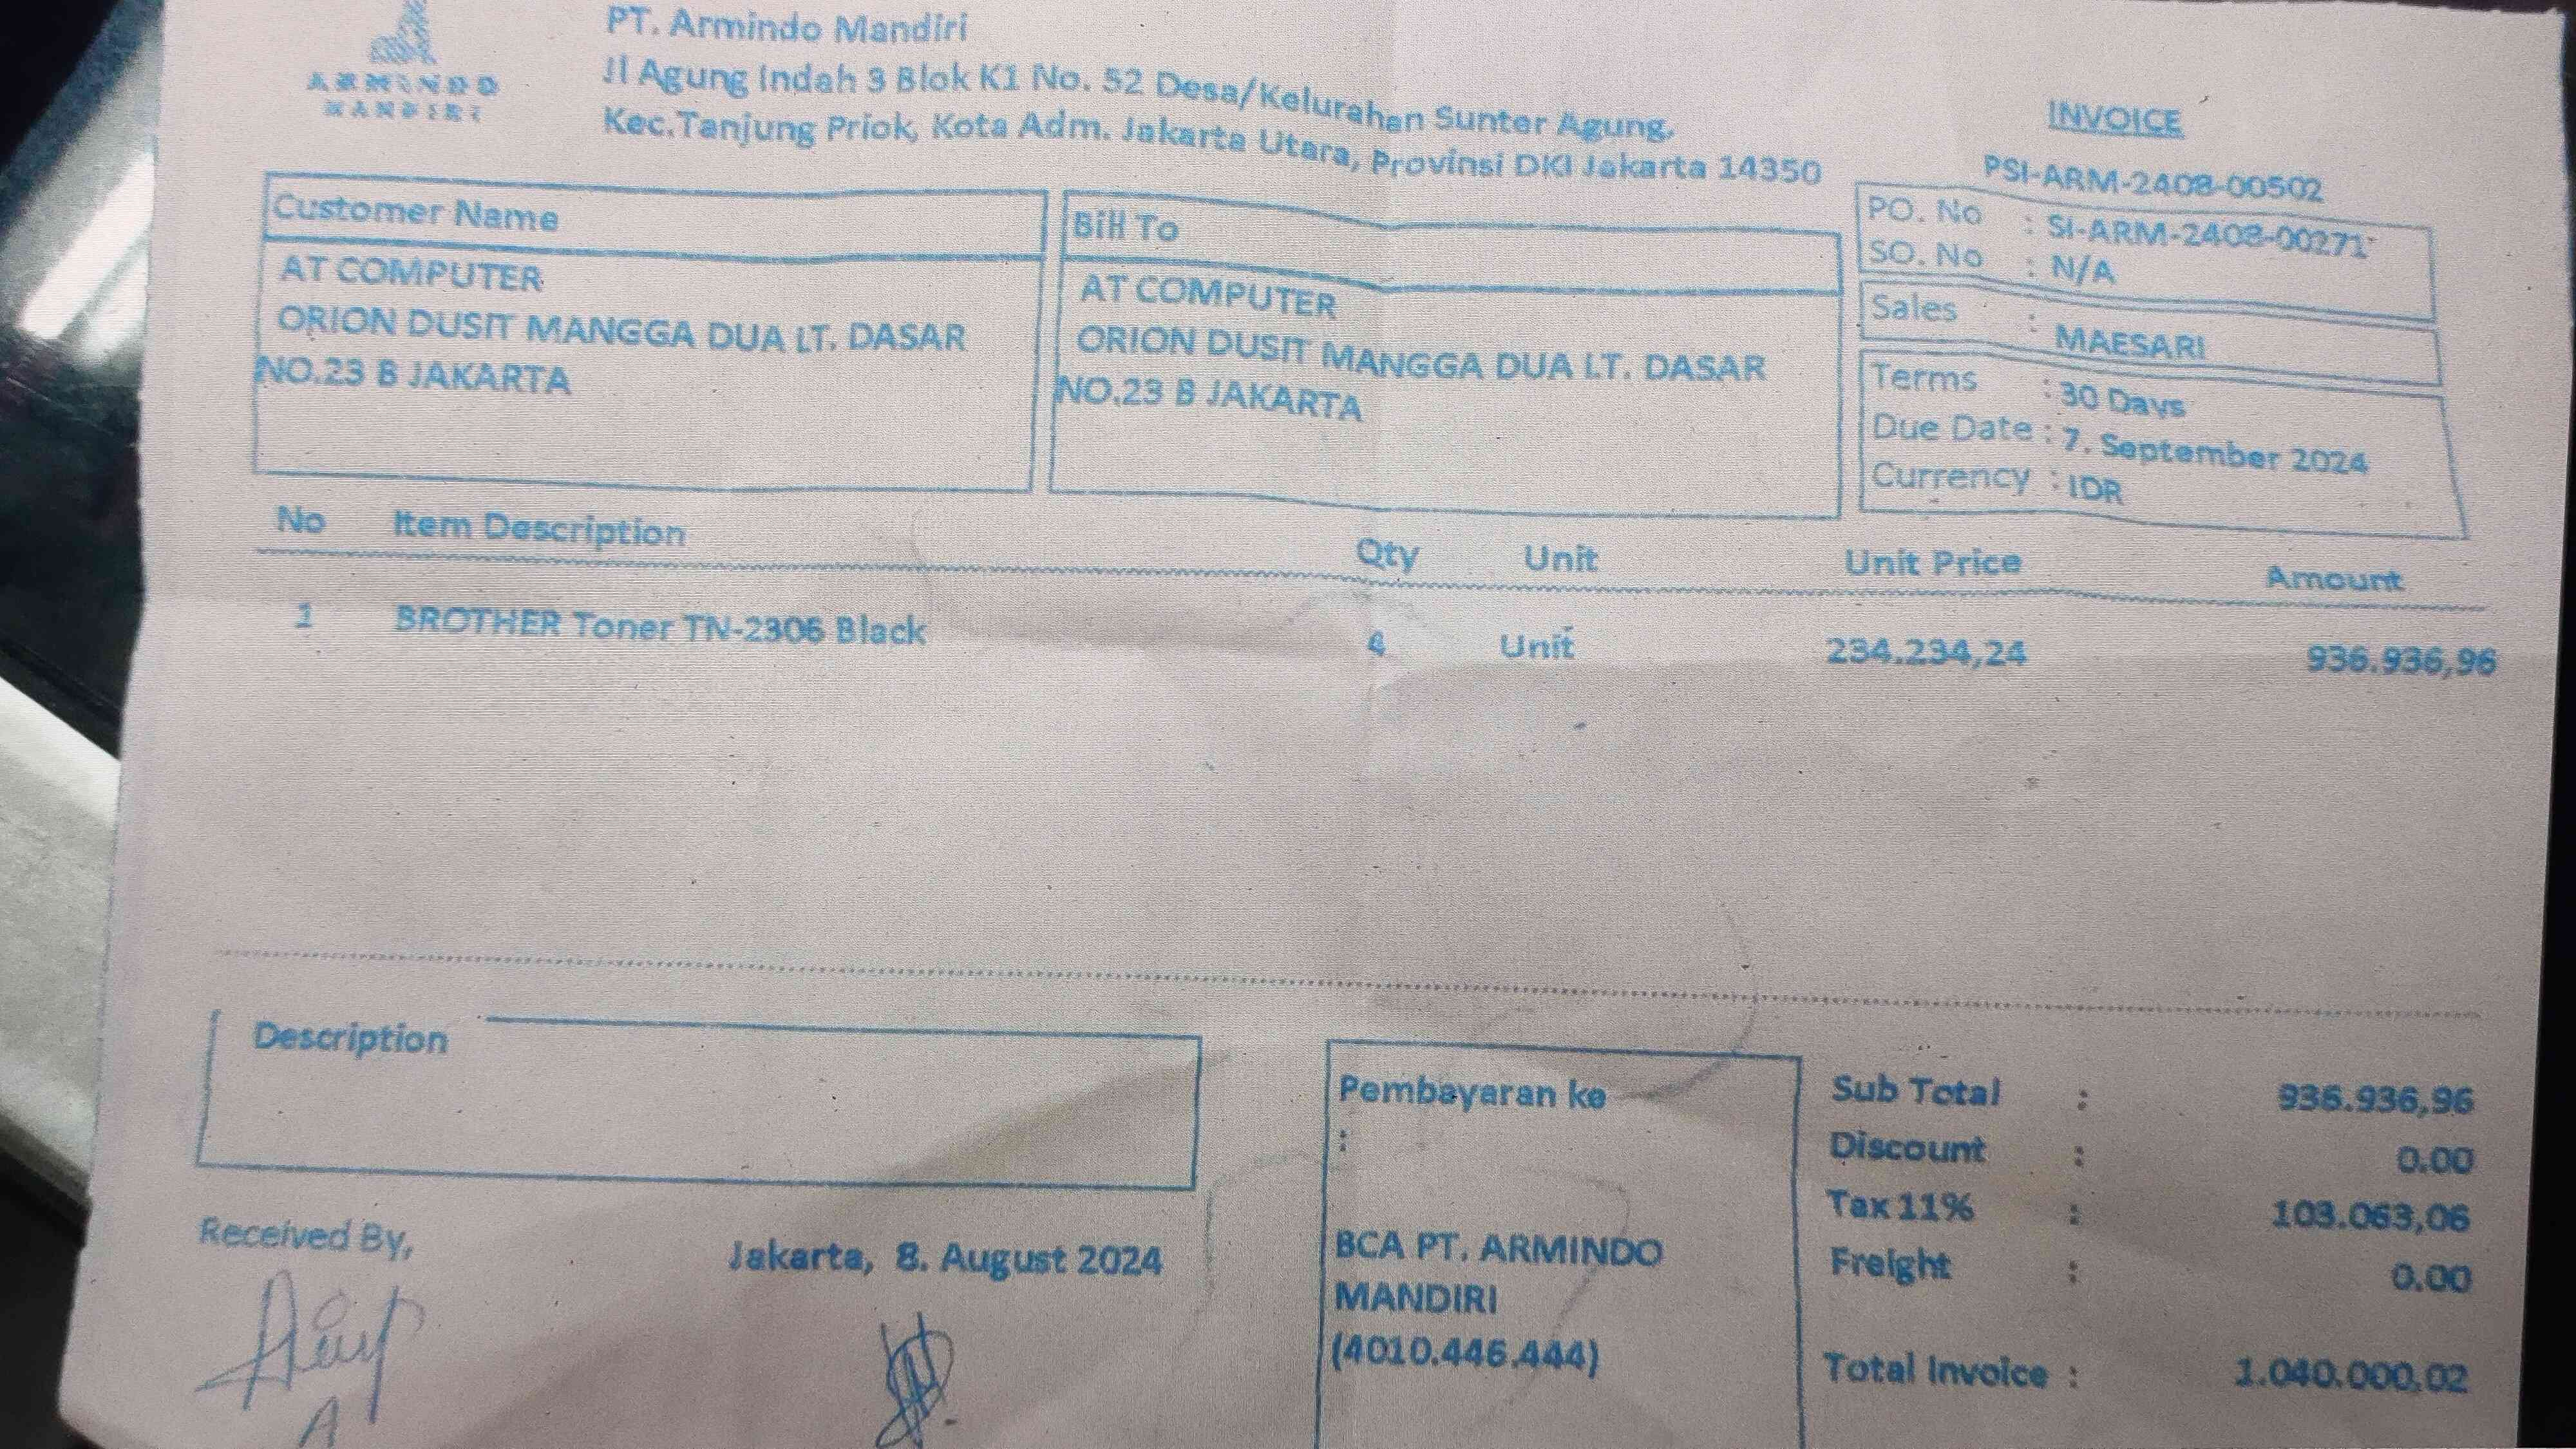 ARMINDO
MANDIRI
PT. Armindo Mandiri
Jl Agung Indah 3 Blok K1 No. 52 Desa/Kelurahan Sunter Agung,
Kec.Tanjung Priok, Kota Adm. Jakarta Utara, Provinsi DKI Jakarta 14350
INVOICE
PSI-ARM-2408-00502
Customer Name
AT COMPUTER
ORION DUSIT MANGGA DUA LT. DASAR
NO.23 B JAKARTA
Bill To
AT COMPUTER
ORION DUSIT MANGGA DUA LT. DASAR
NO.23 B JAKARTA
PO. No : SI-ARM-2408-00271
SO. No : N/A
Sales : MAESARI
Terms : 30 Days
Due Date : 7. September 2024
Currency : IDR
No Item Description Qty Unit Unit Price Amount
1 BROTHER Toner TN-2306 Black 4 Unit 234.234,24 936.936,96
Description
Received By,
Jakarta, 8. August 2024
Pembayaran ke
:
BCA PT. ARMINDO
MANDIRI
(4010.446.444)
Sub Total : 936.936,96
Discount : 0.00
Tax 11% : 103.063,06
Freight : 0.00
Total Invoice : 1.040.000,02